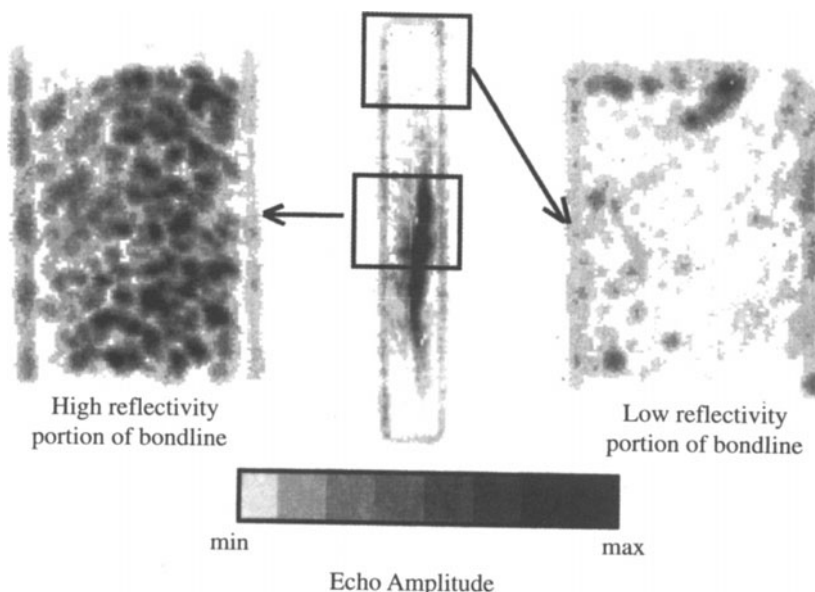 High reflectivity
portion of bondline
Low reflectivity
portion of bondline
min
max
Echo Amplitude